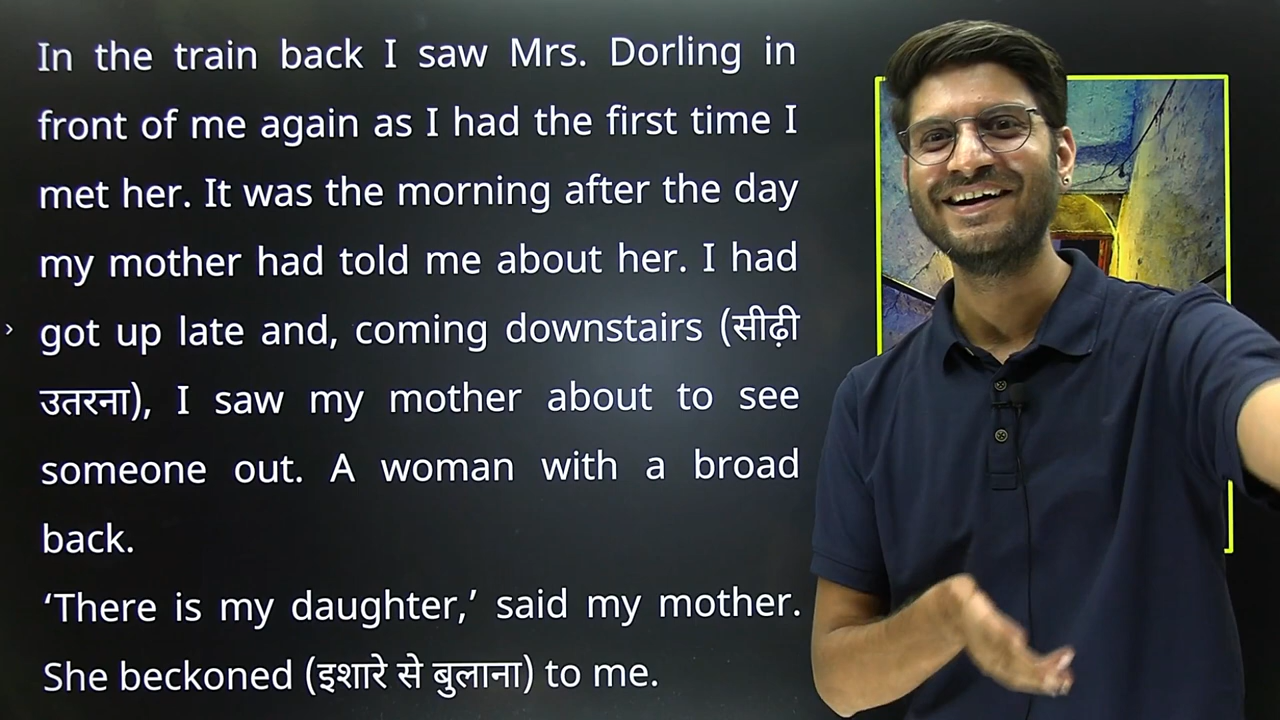 In the train back I saw Mrs. Dorling in
front of me again as I had the first time I
met her. It was the morning after the day
my mother had told me about her. I had
got up late and, coming downstairs (सीढ़ी
उतरना), I saw my mother about to see
someone out. A woman with a broad
back.
‘There is my daughter,’ said my mother.
She beckoned (इशारे से बुलाना) to me.